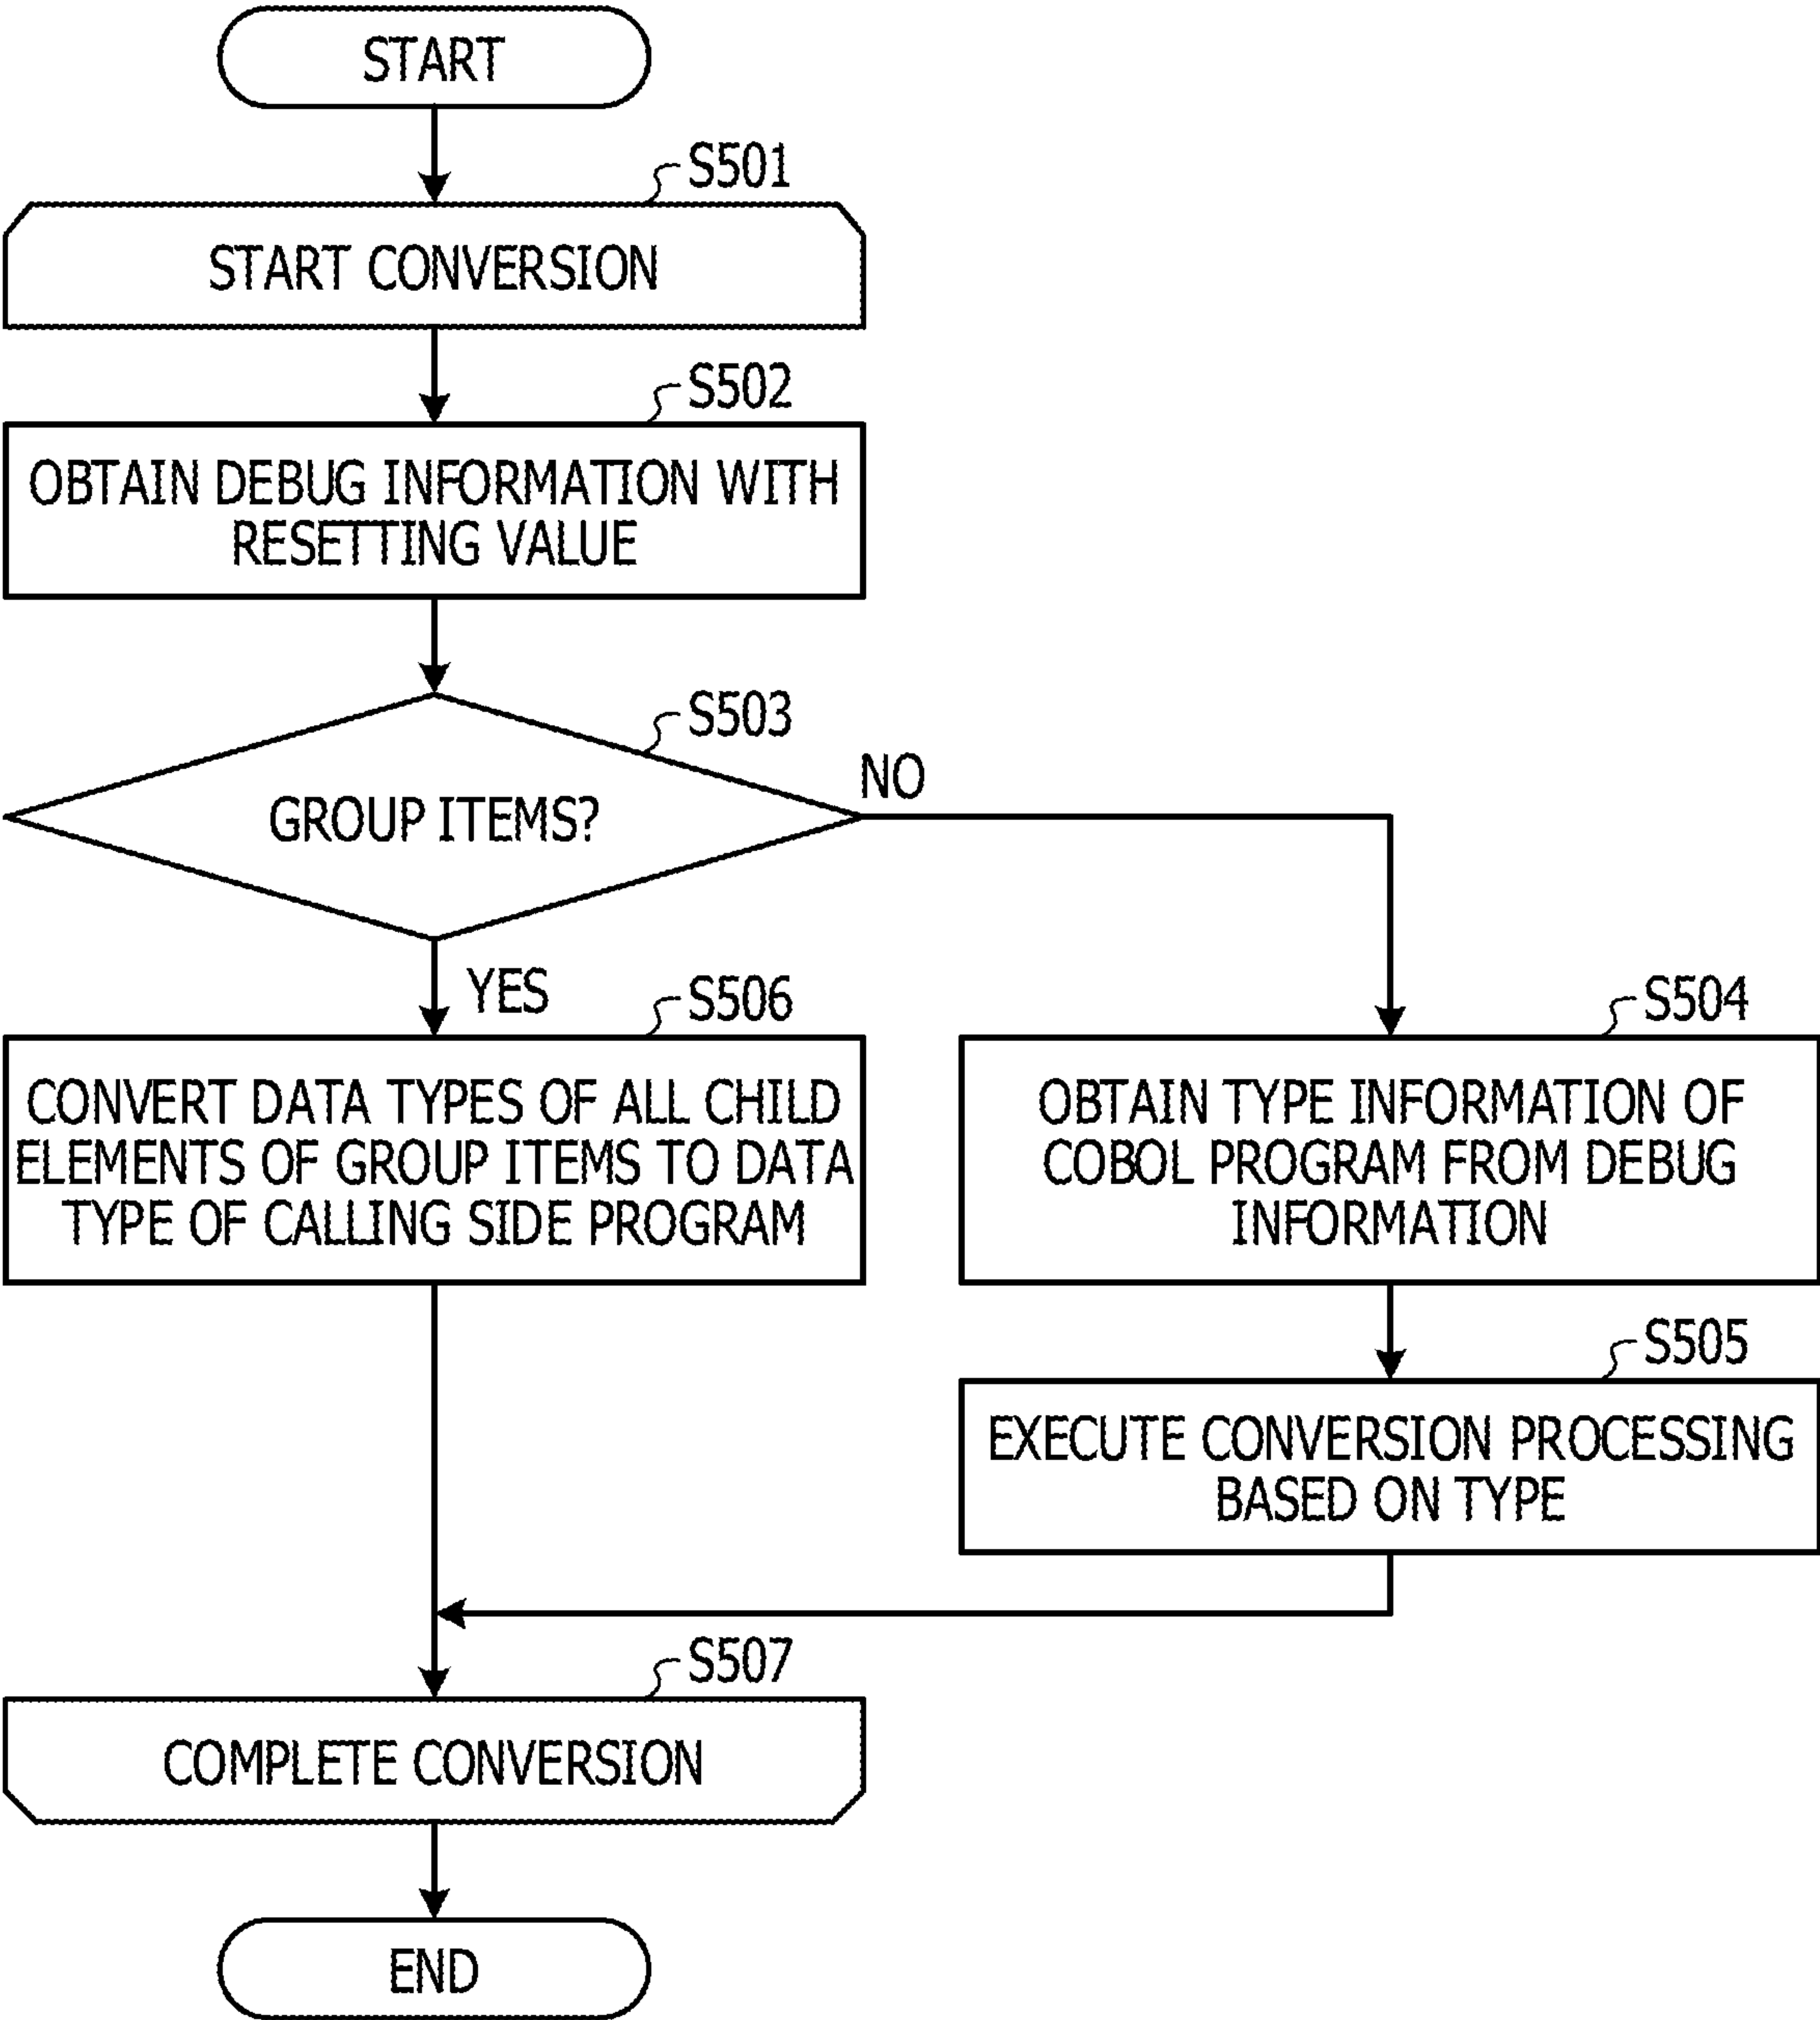 START
S501
START CONVERSION
S502
OBTAIN DEBUG INFORMATION WITH
RESETTING VALUE
S503
GROUP ITEMS?
NO
YES
S506
CONVERT DATA TYPES OF ALL CHILD
ELEMENTS OF GROUP ITEMS TO DATA
TYPE OF CALLING SIDE PROGRAM
S504
OBTAIN TYPE INFORMATION OF
COBOL PROGRAM FROM DEBUG
INFORMATION
S505
EXECUTE CONVERSION PROCESSING
BASED ON TYPE
S507
COMPLETE CONVERSION
END